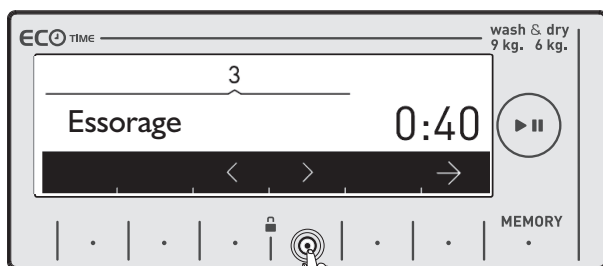 ECO TIME
wash & dry
9 kg. 6 kg.
3
Essorage 0:40
MEMORY